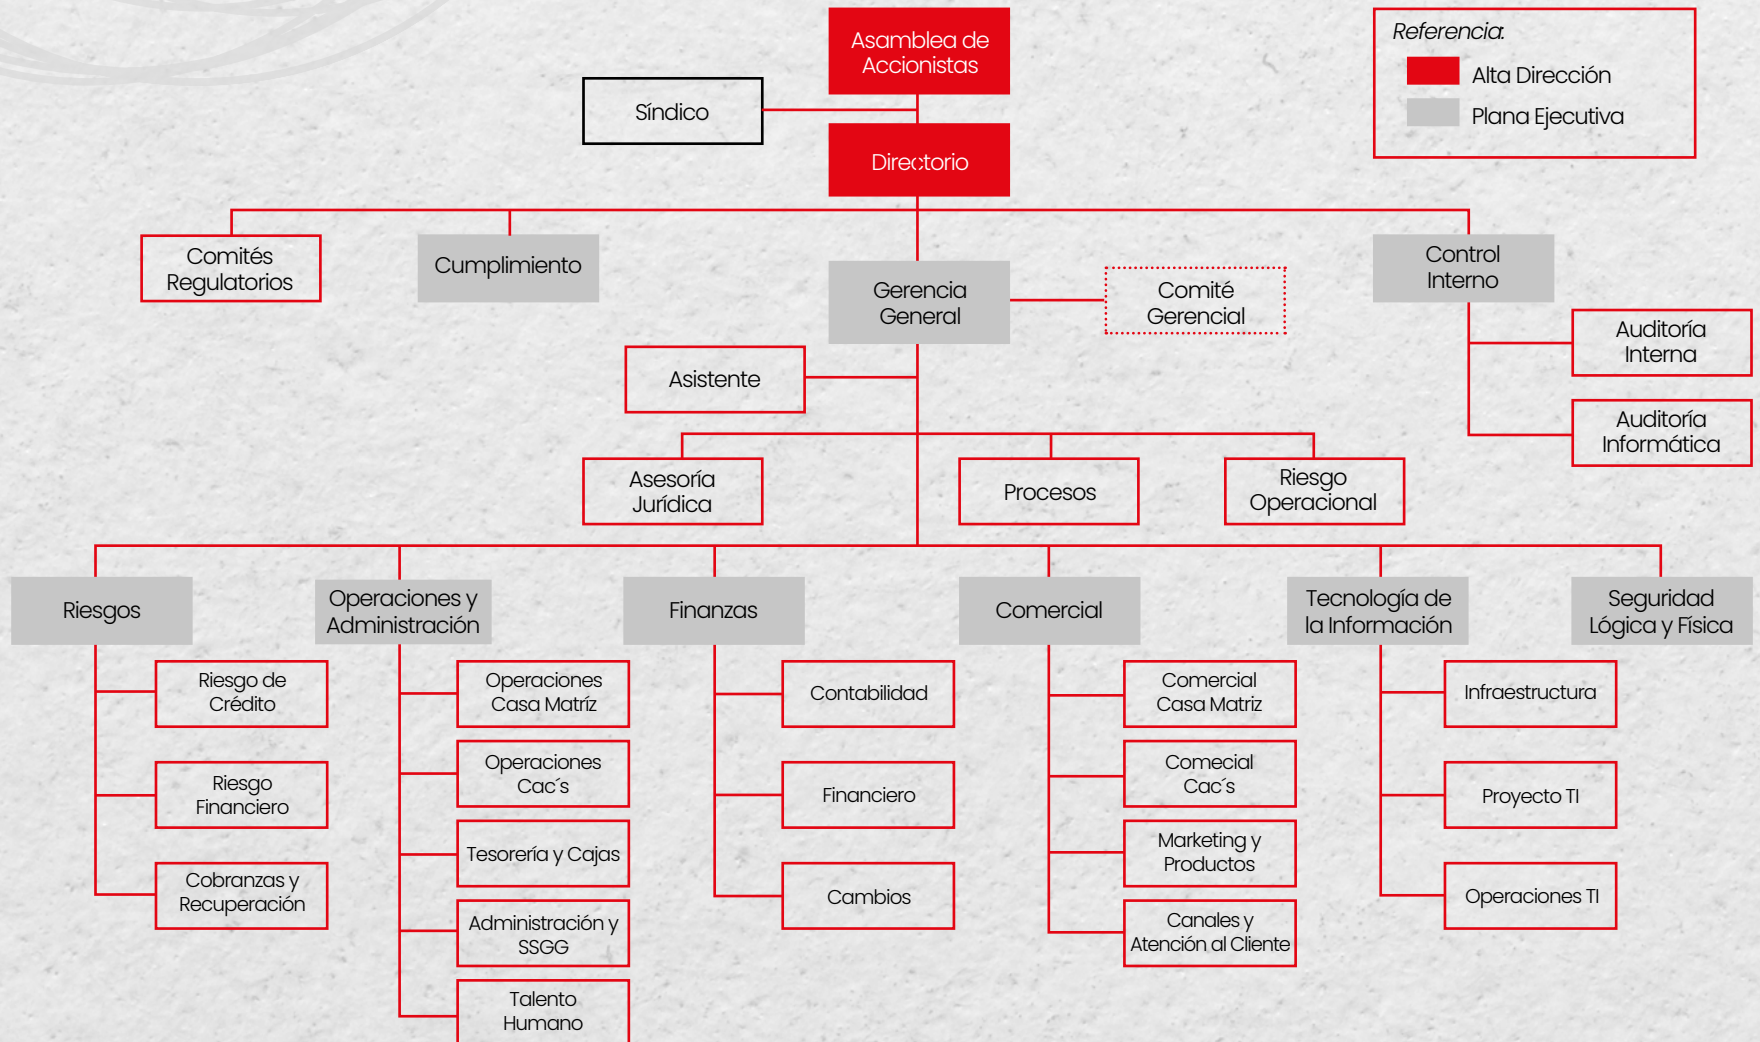 Asamblea de
Accionistas
Referencia:
Alta Dirección
Plana Ejecutiva
Síndico
Directorio
Comités
Regulatorios
Cumplimiento
Gerencia
General
Comité
Gerencial
Control
Interno
Auditoría
Interna
Asistente
Auditoría
Informática
Asesoría
Jurídica
Procesos
Riesgo
Operacional
Riesgos
Operaciones y
Administración
Finanzas
Comercial
Tecnología de
la Información
Seguridad
Lógica y Física
Riesgo de
Crédito
Riesgo
Financiero
Cobranzas y
Recuperación
Operaciones
Casa Matríz
Operaciones
Cac´s
Tesorería y Cajas
Administración y
SSGG
Talento
Humano
Contabilidad
Financiero
Cambios
Comercial
Casa Matriz
Comecial
Cac´s
Marketing y
Productos
Canales y
Atención al Cliente
Infraestructura
Proyecto TI
Operaciones TI